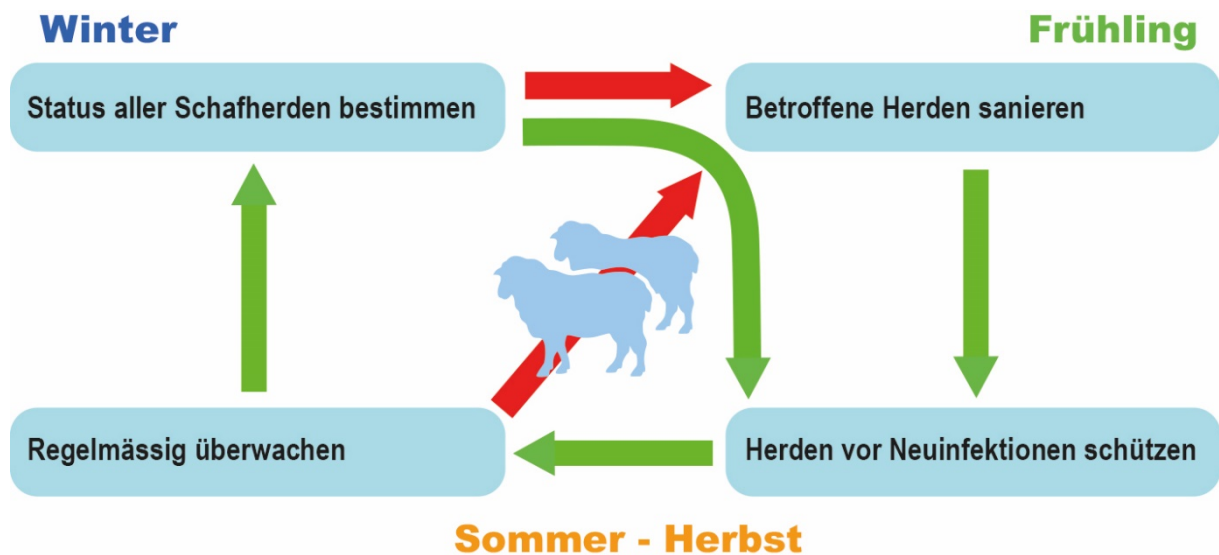 Winter
Frühling
Status aller Schafherden bestimmen
Betroffene Herden sanieren
Regelmässig überwachen
Herden vor Neuinfektionen schützen
Sommer - Herbst